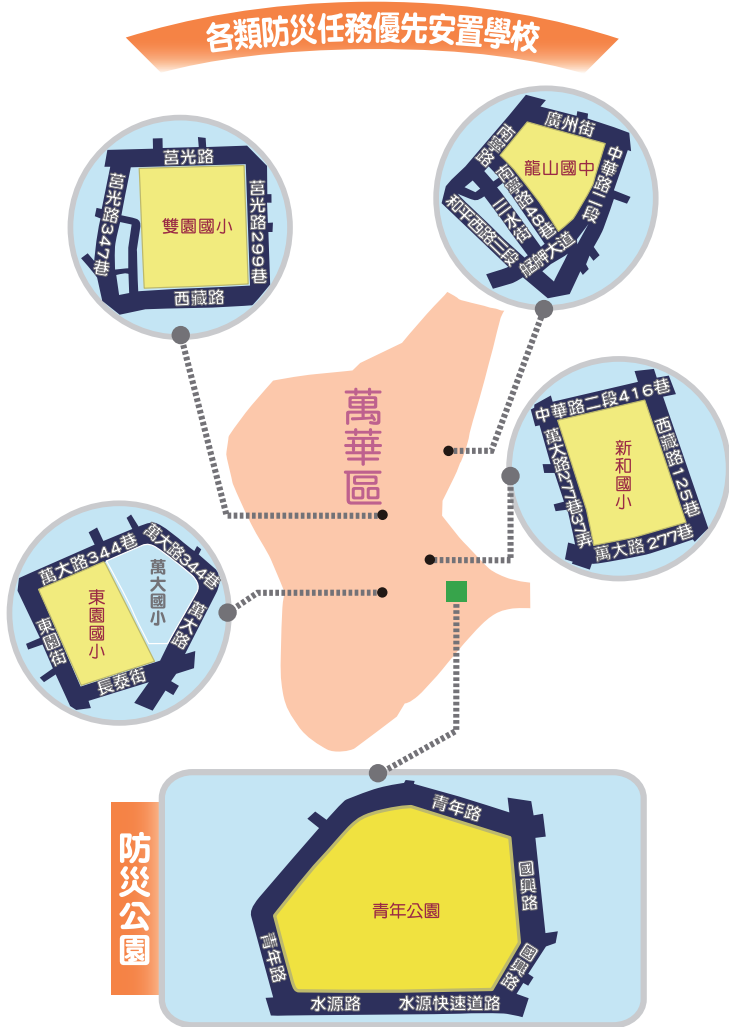 各類防災任務優先安置學校
莒光路
莒光路347巷
雙園國小
莒光路299巷
西藏路
廣州街
南寧路
龍山國中
中華路二段
南寧路48巷
三水街
和平西路三段
艋舺大道
萬華區
中華路二段416巷
萬大路277巷37弄
新和國小
西藏路125巷
萬大路277巷
萬大路344巷
萬大路344巷
萬大國小
東園國小
東園街
萬大路
長泰街
防災公園
青年路
國興路
青年公園
青年路
國興路
水源路
水源快速道路